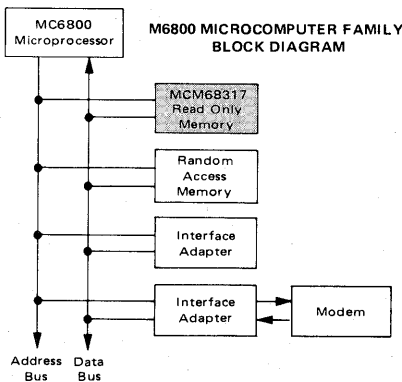 MC6800
Microprocessor
M6800 MICROCOMPUTER FAMILY
BLOCK DIAGRAM
MCM68317
Read Only
Memory
Random
Access
Memory
Interface
Adapter
Interface
Adapter
Modem
Address
Bus
Data
Bus